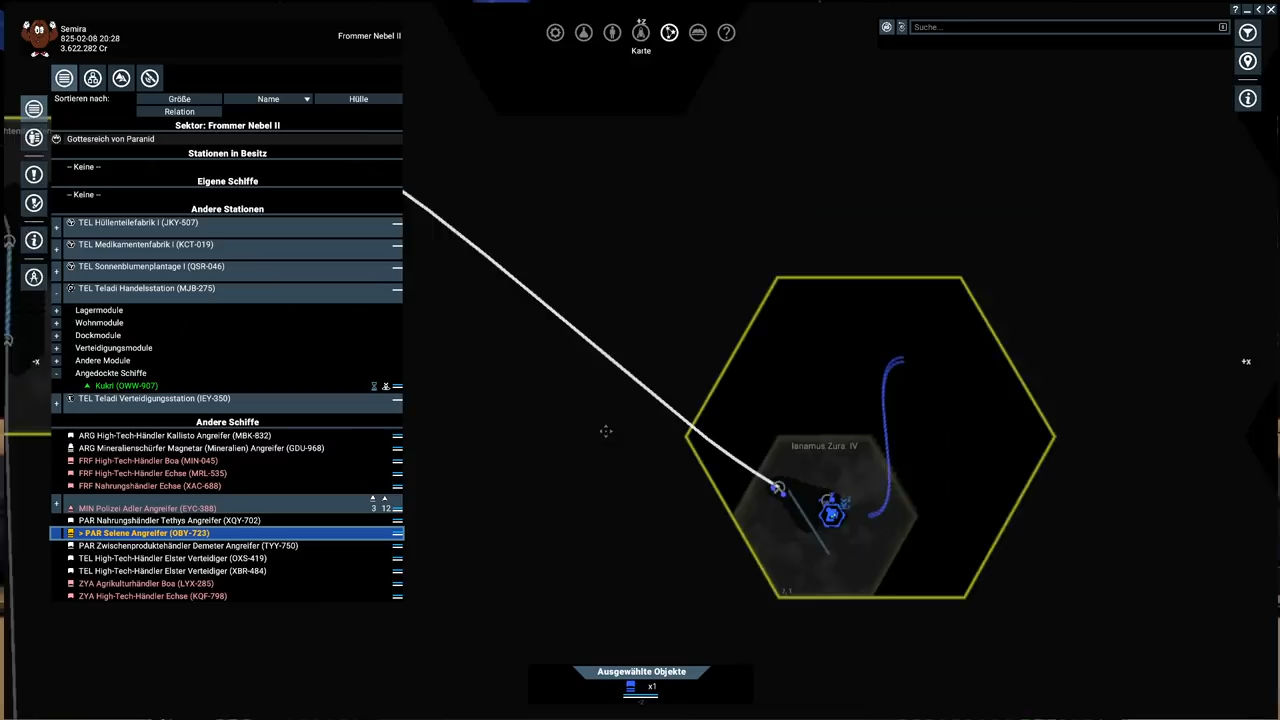 Semira
825-02-08 20:28
3.622.282 Cr
Frommer Nebel II
+z
Karte
Suche...
Sortieren nach:
Größe
Name
Hülle
Relation
Sektor: Frommer Nebel II
Gottesreich von Paranid
Stationen in Besitz
-- Keine --
Eigene Schiffe
-- Keine --
Andere Stationen
TEL Hüllenteilefabrik I (JKY-507)
TEL Medikamentenfabrik I (KCT-019)
TEL Sonnenblumenplantage I (QSR-046)
TEL Teladi Handelsstation (MJB-275)
Lagermodule
Wohnmodule
Dockmodule
Verteidigungsmodule
Andere Module
Angedockte Schiffe
Kukri (OWW-907)
TEL Teladi Verteidigungsstation (IEY-350)
Andere Schiffe
ARG High-Tech-Händler Kallisto Angreifer (MBK-832)
ARG Mineralienschürfer Magnetar (Mineralien) Angreifer (GDU-968)
FRF High-Tech-Händler Boa (MIN-045)
FRF High-Tech-Händler Echse (MRL-535)
FRF Nahrungshändler Echse (XAC-688)
MIN Polizei Adler Angreifer (EYC-388) 3 12
PAR Nahrungshändler Tethys Angreifer (XQY-702)
> PAR Selene Angreifer (OBY-723)
PAR Zwischenprodukthändler Demeter Angreifer (TYY-750)
TEL High-Tech-Händler Elster Verteidiger (OXS-419)
TEL High-Tech-Händler Elster Verteidiger (XBR-484)
ZYA Agrikulturhändler Boa (LYX-285)
ZYA High-Tech-Händler Echse (KQF-798)
-x
+x
Ianamus Zura IV
Ausgewählte Objekte
x1
-z